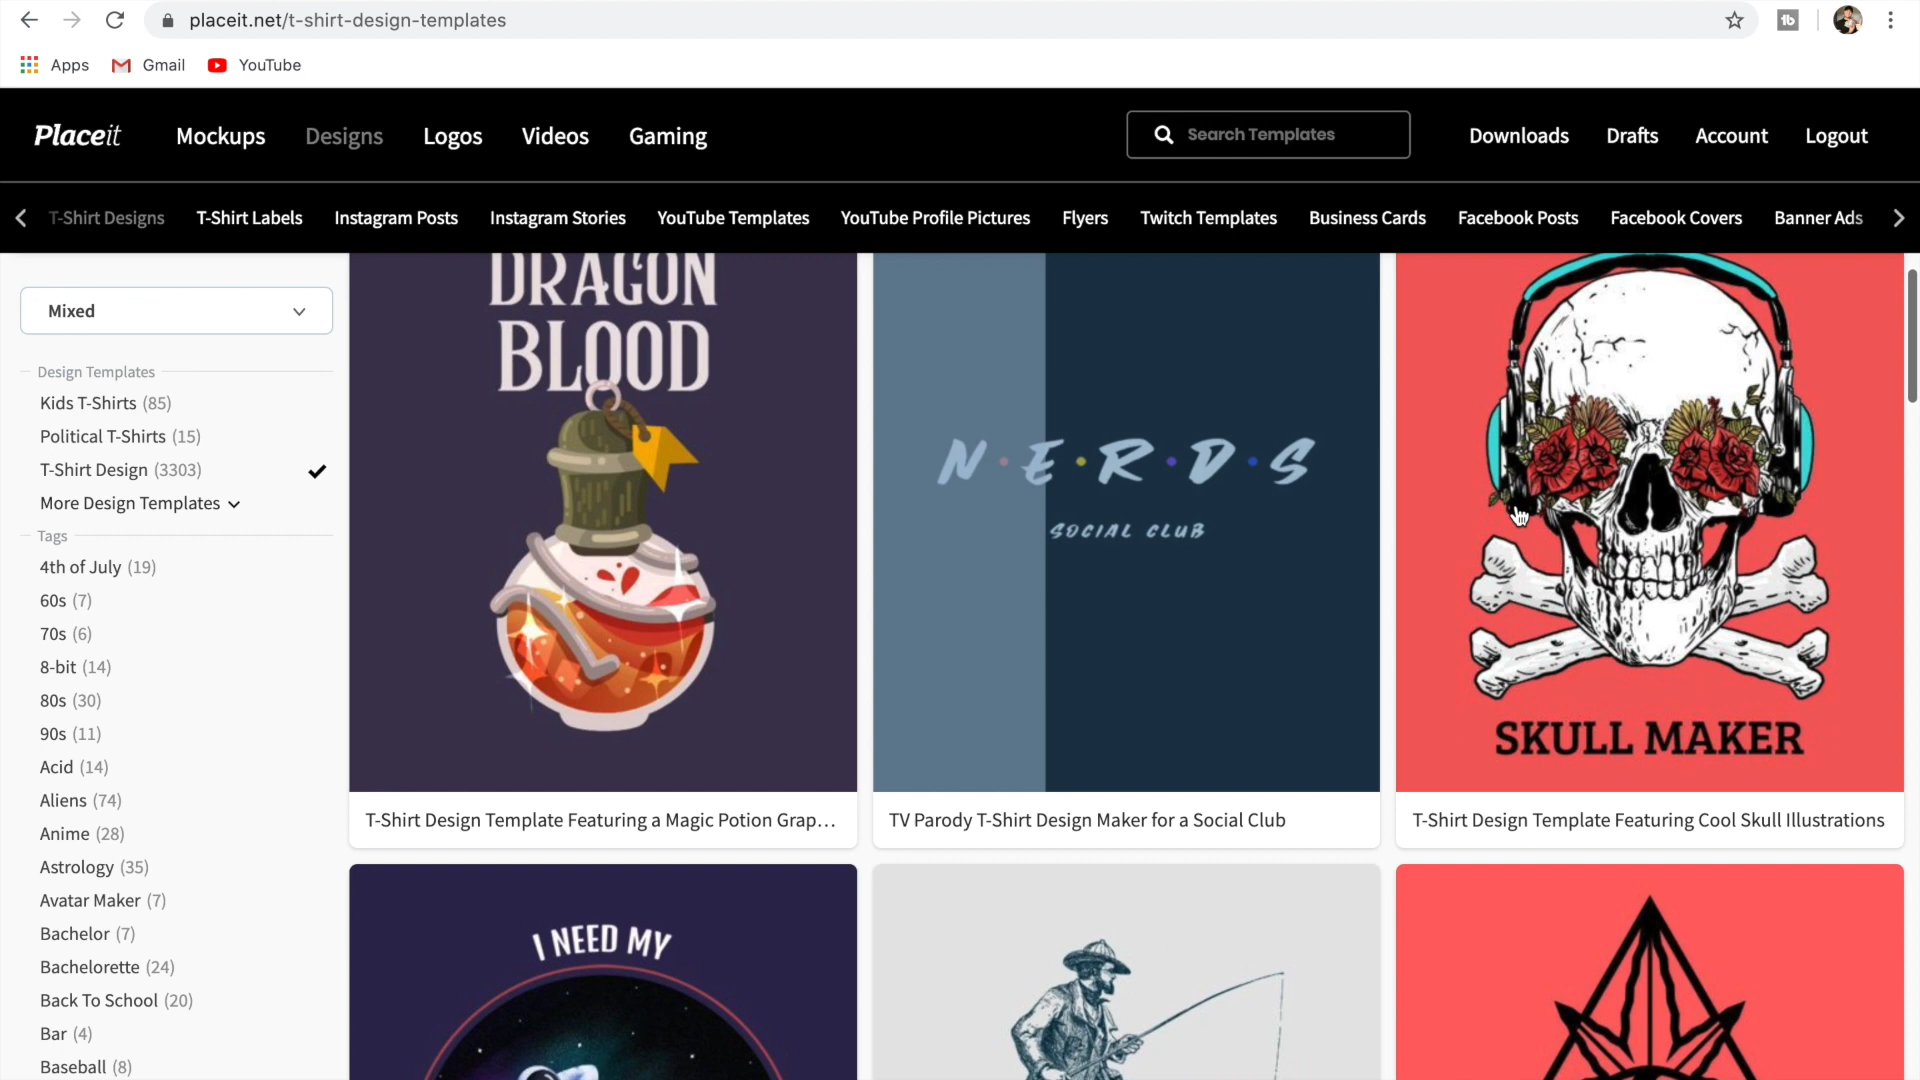 placeit.net/t-shirt-design-templates
Apps
Gmail
YouTube
Placeit
Mockups
Designs
Logos
Videos
Gaming
Search Templates
Downloads
Drafts
Account
Logout
T-Shirt Designs
T-Shirt Labels
Instagram Posts
Instagram Stories
YouTube Templates
YouTube Profile Pictures
Flyers
Twitch Templates
Business Cards
Facebook Posts
Facebook Covers
Banner Ads
Mixed
Design Templates
Kids T-Shirts (85)
Political T-Shirts (15)
T-Shirt Design (3303)
More Design Templates
Tags
4th of July (19)
60s (7)
70s (6)
8-bit (14)
80s (30)
90s (11)
Acid (14)
Aliens (74)
Anime (28)
Astrology (35)
Avatar Maker (7)
Bachelor (7)
Bachelorette (24)
Back To School (20)
Bar (4)
Baseball (8)
DRAGON
BLOOD
T-Shirt Design Template Featuring a Magic Potion Grap...
N·E·R·D·S
SOCIAL CLUB
TV Parody T-Shirt Design Maker for a Social Club
SKULL MAKER
T-Shirt Design Template Featuring Cool Skull Illustrations
I NEED MY